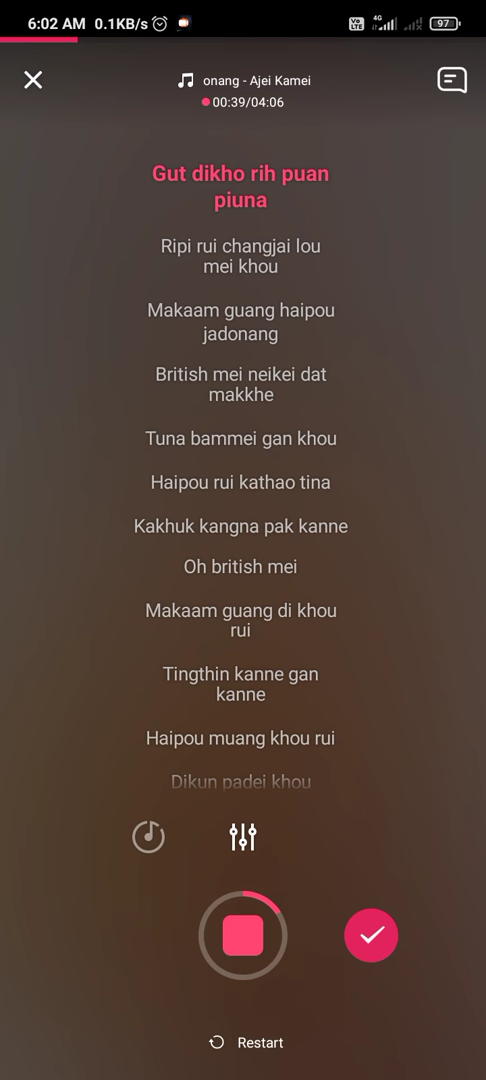 6:02 AM 0.1KB/s
Vo LTE 4G 97
onang - Ajei Kamei
00:39/04:06
Gut dikho rih puan
piuna
Ripi rui changjai lou
mei khou
Makaam guang haipou
jadonang
British mei neikei dat
makkhe
Tuna bammei gan khou
Haipou rui kathao tina
Kakhuk kangna pak kanne
Oh british mei
Makaam guang di khou
rui
Tingthin kanne gan
kanne
Haipou muang khou rui
Dikun padei khou
Restart